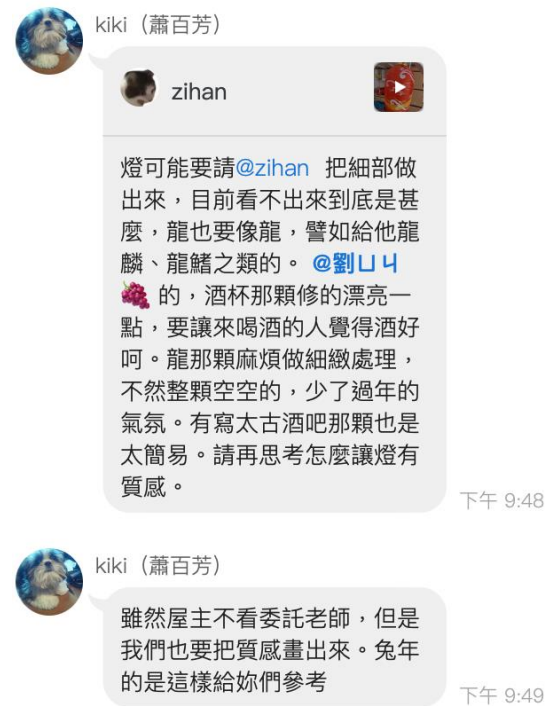 kiki（蕭百芳）
zihan
燈可能要請@zihan 把細部做
出來，目前看不出來到底是甚
麼，龍也要像龍，譬如給他龍
麟、龍鰭之類的。 @劉ㄩㄐ
🍇 的，酒杯那顆修的漂亮一
點，要讓來喝酒的人覺得酒好
呵。龍那顆麻煩做細緻處理，
不然整顆空空的，少了過年的
氣氛。有寫太古酒吧那顆也是
太簡易。請再思考怎麼讓燈有
質感。
下午 9:48
kiki（蕭百芳）
雖然屋主不看委託老師，但是
我們也要把質感畫出來。兔年
的是這樣給妳們參考
下午 9:49